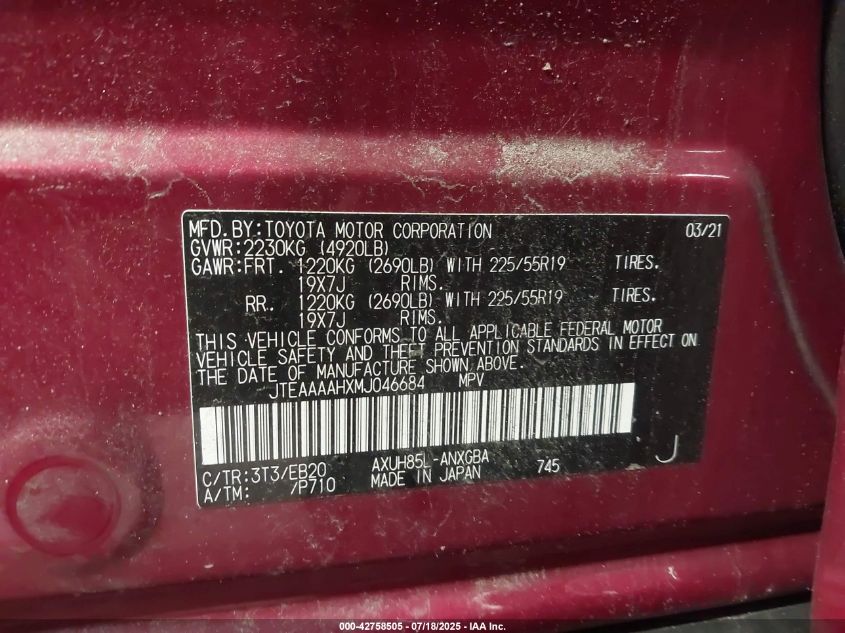 MFD.BY:TOYOTA MOTOR CORPORATION 03/21
GVWR:2230KG (4920LB)
GAWR:FRT. 1220KG (2690LB) WITH 225/55R19 TIRES.
19X7J RIMS.
RR. 1220KG (2690LB) WITH 225/55R19 TIRES.
19X7J RIMS.
THIS VEHICLE CONFORMS TO ALL APPLICABLE FEDERAL MOTOR
VEHICLE SAFETY AND THEFT PREVENTION STANDARDS IN EFFECT ON
THE DATE OF MANUFACTURE SHOWN ABOVE.
JTEAAAAHXMJ046684 MPV
C/TR:3T3/EB20 AXUH85L-ANXGBA 745 J
A/TM: /P710 MADE IN JAPAN
000-42758505 - 07/18/2025 - IAA Inc.